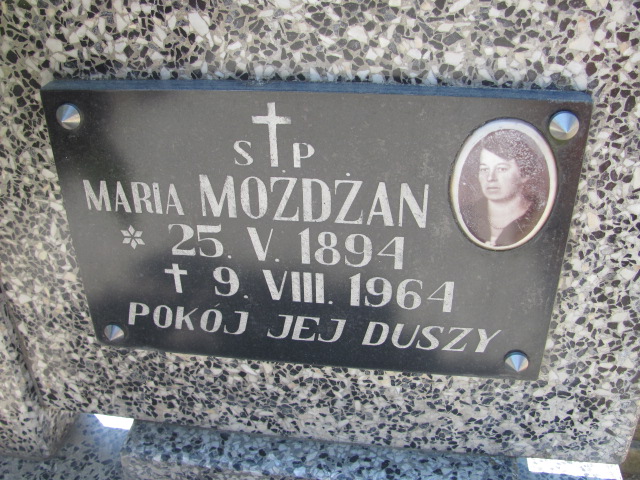 S P
MARIA MOŻDŻAN
* 25. V. 1894
† 9. VIII. 1964
POKÓJ JEJ DUSZY